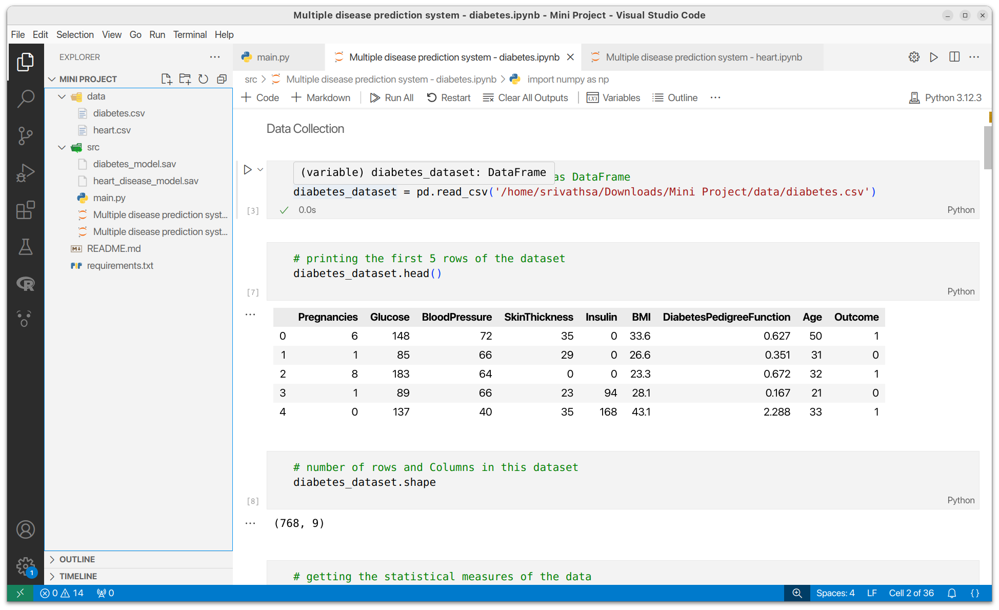 Multiple disease prediction system - diabetes.ipynb - Mini Project - Visual Studio Code
File Edit Selection View Go Run Terminal Help
EXPLORER
MINI PROJECT
data
diabetes.csv
heart.csv
src
diabetes_model.sav
heart_disease_model.sav
main.py
Multiple disease prediction syst...
Multiple disease prediction syst...
README.md
requirements.txt
OUTLINE
TIMELINE
main.py Multiple disease prediction system - diabetes.ipynb Multiple disease prediction system - heart.ipynb
src > Multiple disease prediction system - diabetes.ipynb > import numpy as np
+ Code + Markdown | Run All Restart Clear All Outputs | Variables Outline ... Python 3.12.3
Data Collection
(variable) diabetes_dataset: DataFrame as DataFrame
diabetes_dataset = pd.read_csv('/home/srivathsa/Downloads/Mini Project/data/diabetes.csv')
[3] 0.0s Python
# printing the first 5 rows of the dataset
diabetes_dataset.head()
[7] Python
Pregnancies Glucose BloodPressure SkinThickness Insulin BMI DiabetesPedigreeFunction Age Outcome
0 6 148 72 35 0 33.6 0.627 50 1
1 1 85 66 29 0 26.6 0.351 31 0
2 8 183 64 0 0 23.3 0.672 32 1
3 1 89 66 23 94 28.1 0.167 21 0
4 0 137 40 35 168 43.1 2.288 33 1
# number of rows and Columns in this dataset
diabetes_dataset.shape
[8] Python
(768, 9)
# getting the statistical measures of the data
1
0 14 0 Spaces: 4 LF Cell 2 of 36 {}